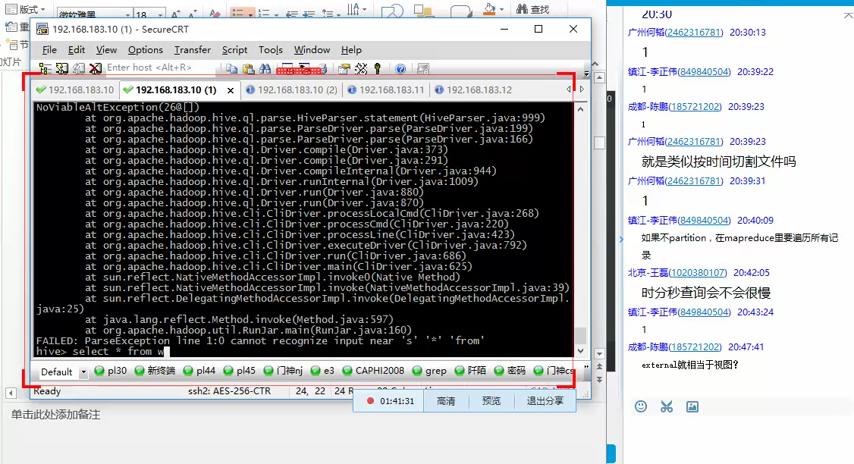 版式
微软雅黑
18
查找
192.168.183.10 (1) - SecureCRT
File Edit View Options Transfer Script Tools Window Help
Enter host <Alt+R>
192.168.183.10
192.168.183.10 (1)
192.168.183.10 (2)
192.168.183.11
192.168.183.12
NoViableAltException(26@[])
at org.apache.hadoop.hive.ql.parse.HiveParser.statement(HiveParser.java:999)
at org.apache.hadoop.hive.ql.parse.ParseDriver.parse(ParseDriver.java:199)
at org.apache.hadoop.hive.ql.parse.ParseDriver.parse(ParseDriver.java:166)
at org.apache.hadoop.hive.ql.Driver.compile(Driver.java:373)
at org.apache.hadoop.hive.ql.Driver.compile(Driver.java:291)
at org.apache.hadoop.hive.ql.Driver.compileInternal(Driver.java:944)
at org.apache.hadoop.hive.ql.Driver.runInternal(Driver.java:1009)
at org.apache.hadoop.hive.ql.Driver.run(Driver.java:880)
at org.apache.hadoop.hive.ql.Driver.run(Driver.java:870)
at org.apache.hadoop.hive.cli.CliDriver.processLocalCmd(CliDriver.java:268)
at org.apache.hadoop.hive.cli.CliDriver.processCmd(CliDriver.java:220)
at org.apache.hadoop.hive.cli.CliDriver.processLine(CliDriver.java:423)
at org.apache.hadoop.hive.cli.CliDriver.executeDriver(CliDriver.java:792)
at org.apache.hadoop.hive.cli.CliDriver.run(CliDriver.java:686)
at org.apache.hadoop.hive.cli.CliDriver.main(CliDriver.java:625)
at sun.reflect.NativeMethodAccessorImpl.invoke0(Native Method)
at sun.reflect.NativeMethodAccessorImpl.invoke(NativeMethodAccessorImpl.java:39)
at sun.reflect.DelegatingMethodAccessorImpl.invoke(DelegatingMethodAccessorImpl.
java:25)
at java.lang.reflect.Method.invoke(Method.java:597)
at org.apache.hadoop.util.RunJar.main(RunJar.java:160)
FAILED: ParseException line 1:0 cannot recognize input near 's' '*' 'from'
hive> select * from w
Default pl30 新终端 pl44 pl45 门神nj e3 CAPHI2008 grep 阡陌 密码 门神cs
Ready
ssh2: AES-256-CTR
24, 22
单击此处添加备注
01:41:31 高清 预览 退出分享
20:30
广州何韬(2462316781) 20:30:13
1
镇江-李正伟(849840504) 20:39:22
1
成都-陈鹏(185721202) 20:39:23
1
广州何韬(2462316781) 20:39:23
就是类似按时间切割文件吗
广州何韬(2462316781) 20:39:31
1
镇江-李正伟(849840504) 20:40:09
如果不partition，在mapreduce里要遍历所有记
录
北京-王磊(1020380107) 20:42:05
时分秒查询会不会很慢
镇江-李正伟(849840504) 20:43:24
1
成都-陈鹏(185721202) 20:47:41
external就相当于视图?